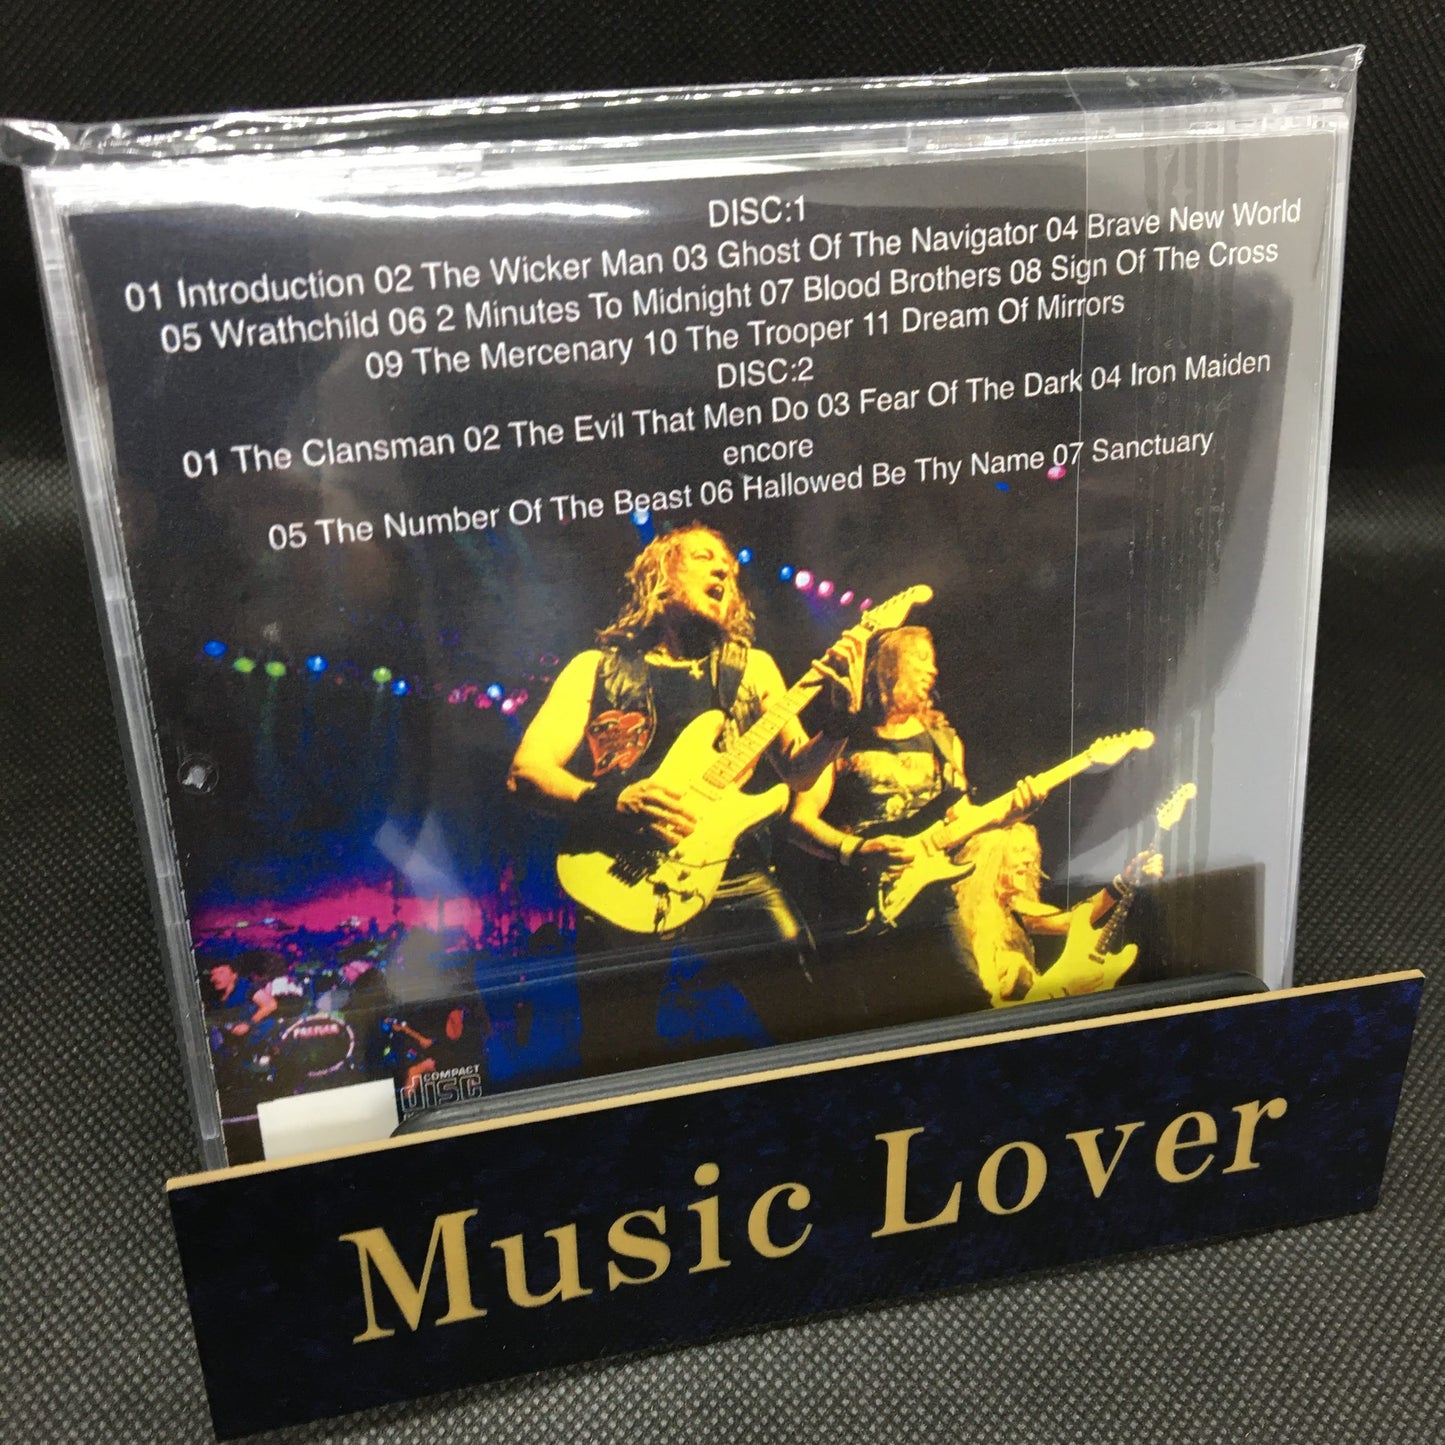 DISC:1
01 Introduction 02 The Wicker Man 03 Ghost Of The Navigator 04 Brave New World
05 Wrathchild 06 2 Minutes To Midnight 07 Blood Brothers 08 Sign Of The Cross
09 The Mercenary 10 The Trooper 11 Dream Of Mirrors
DISC:2
01 The Clansman 02 The Evil That Men Do 03 Fear Of The Dark 04 Iron Maiden
encore
05 The Number Of The Beast 06 Hallowed Be Thy Name 07 Sanctuary
PREMIER
COMPACT
disc
Music Lover